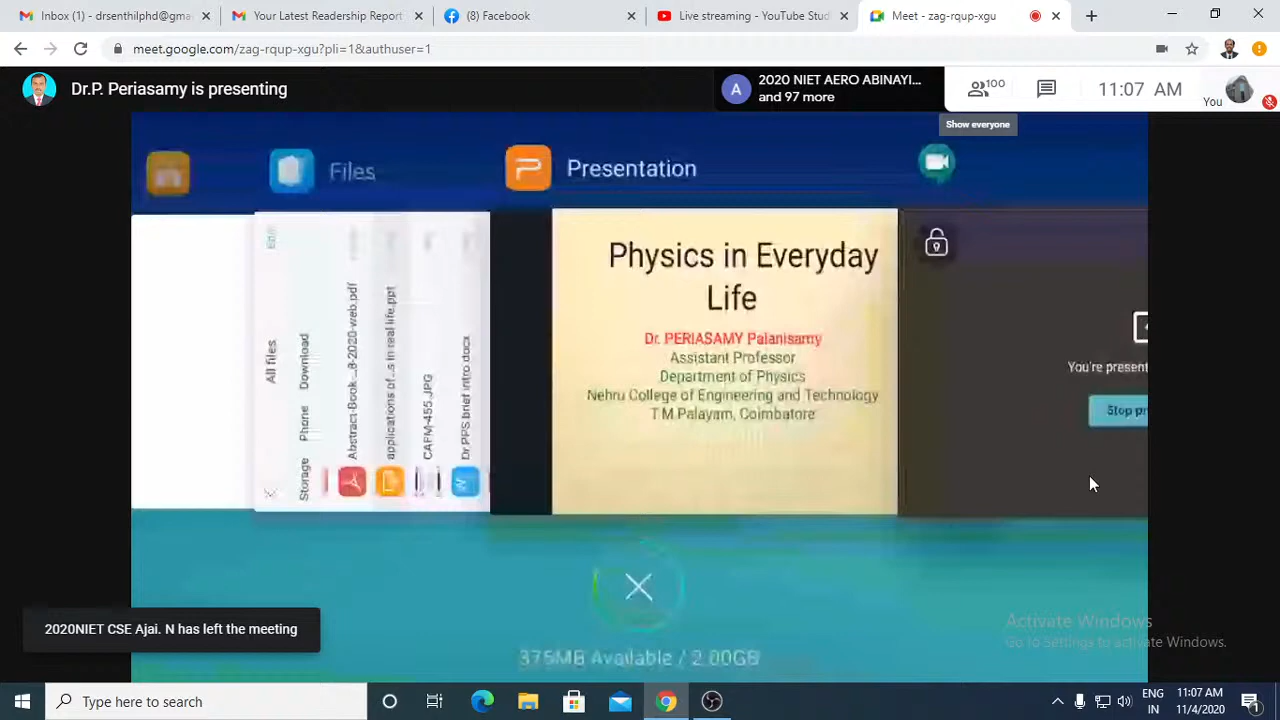 Inbox (1) - drsenthilphd@gma
Your Latest Readership Report
Facebook
Live streaming - YouTube Stud
Meet - zag-rqup-xgu
meet.google.com/zag-rqup-xgu?pli=1&authuser=1
Dr.P. Periasamy is presenting
A
2020 NIET AERO ABINAYI...
and 97 more
100
11:07 AM
You
Show everyone
Files
Presentation
Edit
All files
Storage Phone Download
Abstract-Book ...8-2020-web.pdf
applications of...s in real life.ppt
CAFM-455.JPG
Dr.PPS brief intro.docx
Physics in Everyday
Life
Dr. PERIASAMY Palanisamy
Assistant Professor
Department of Physics
Nehru College of Engineering and Technology
T M Palayam, Coimbatore
You're present
Stop pr
2020NIET CSE Ajai. N has left the meeting
375MB Available / 2.00GB
Activate Windows
Go to Settings to activate Windows.
Type here to search
ENG
IN
11:07 AM
11/4/2020
1